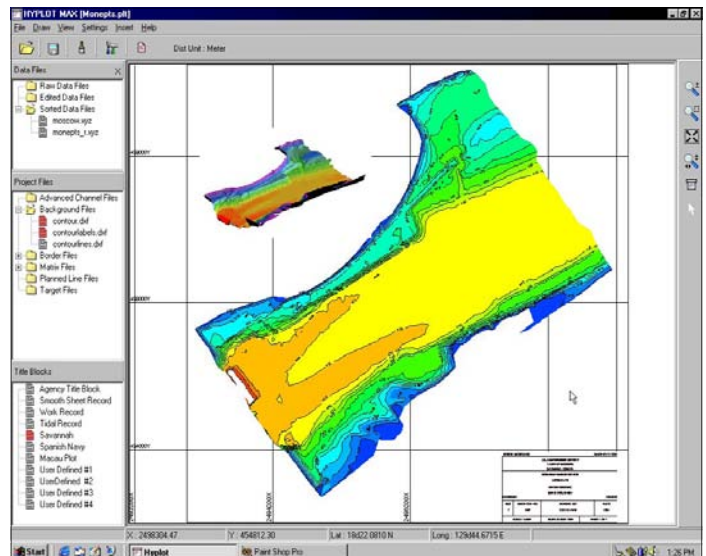 HYPLOT MAX [Monepts.plt]
File Draw View Settings Insert Help
Dist Unit : Meter
Data Files
Raw Data Files
Edited Data Files
Sorted Data Files
moscow.xyz
monepts_r.xyz
Project Files
Advanced Channel Files
Background Files
contour.dxf
contourlabels.dxf
contourlines.dxf
Border Files
Matrix Files
Planned Line Files
Target Files
Title Blocks
Agency Title Block
Smooth Sheet Record
Work Record
Tidal Record
Savannah
Spanish Navy
Macau Plot
User Defined #1
UserDefined #2
User Defined #3
User Defined #4
X : 2498304.47 Y : 454812.30 Lat : 18d22.0810 N Long : 129d44.6715 E
Start Hyplot Paint Shop Pro 1:26 PM